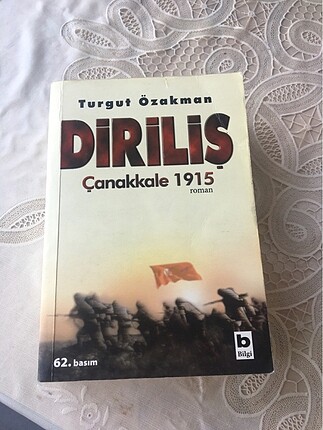 Turgut Özakman
DİRİLİŞ
Çanakkale 1915
roman
62. basım
b
Bilgi